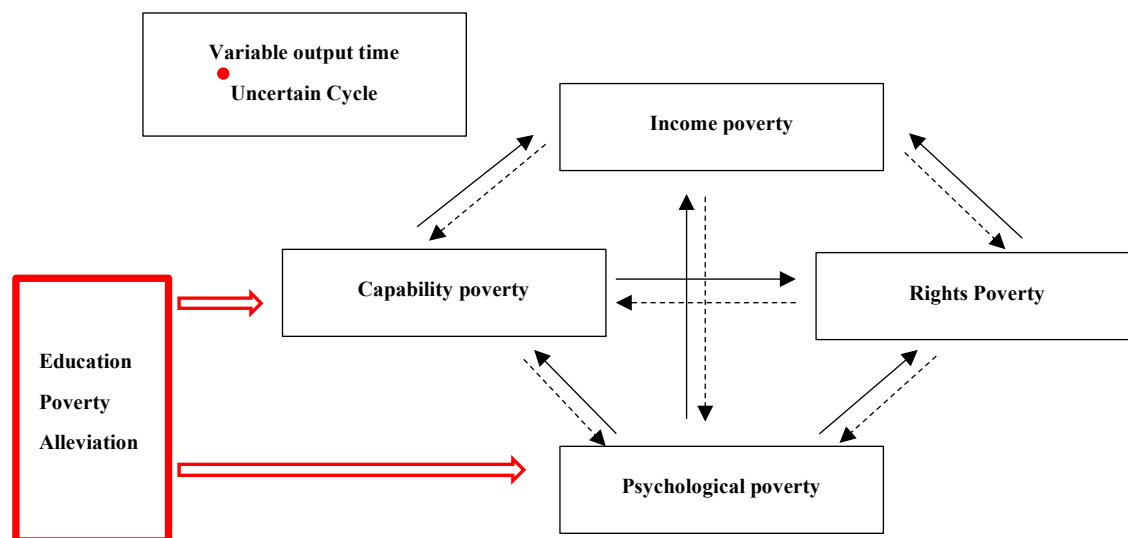 Variable output time
Uncertain Cycle
Income poverty
Capability poverty
Rights Poverty
Education
Poverty
Alleviation
Psychological poverty